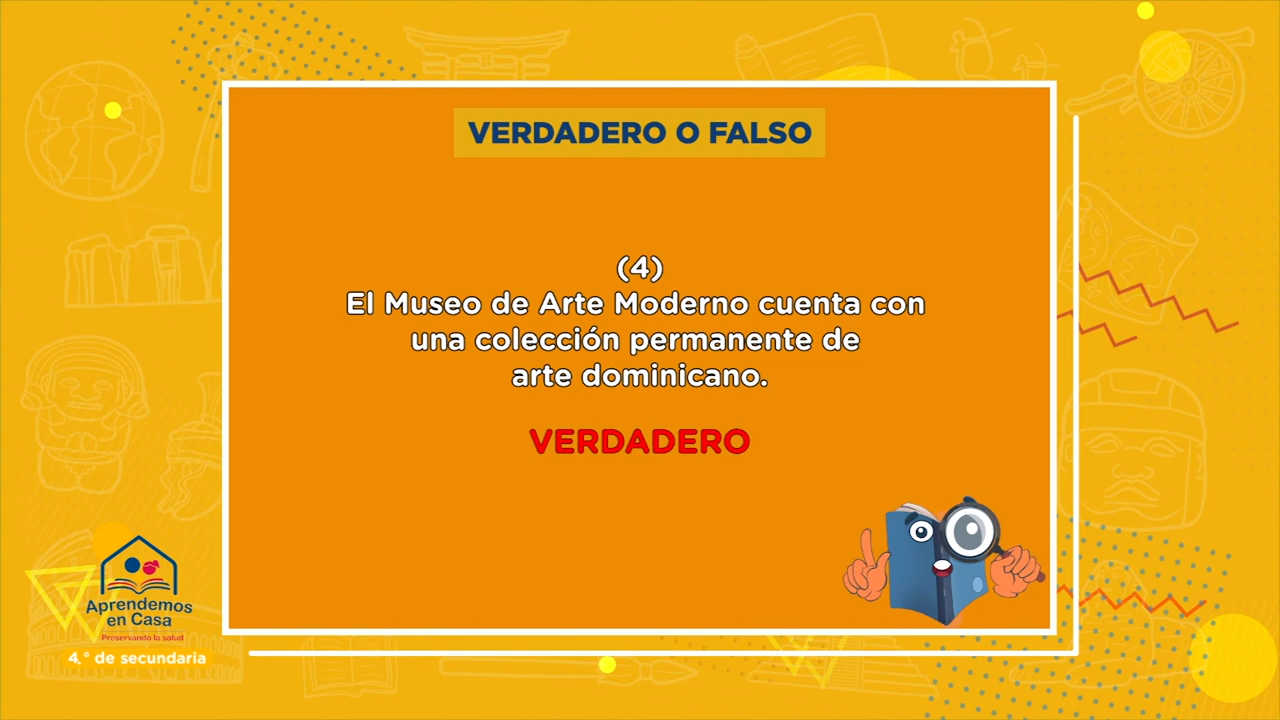 VERDADERO O FALSO
(4)
El Museo de Arte Moderno cuenta con
una colección permanente de
arte dominicano.
VERDADERO
Aprendemos
en Casa
Preservando la salud
4.° de secundaria